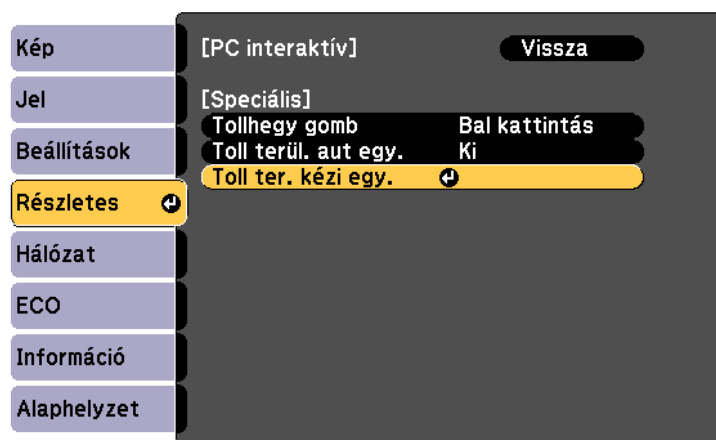 Kép
Jel
Beállítások
Részletes
Hálózat
ECO
Információ
Alaphelyzet
[PC interaktív] Vissza
[Speciális]
Tollhegy gomb Bal kattintás
Toll terül. aut egy. Ki
Toll ter. kézi egy.